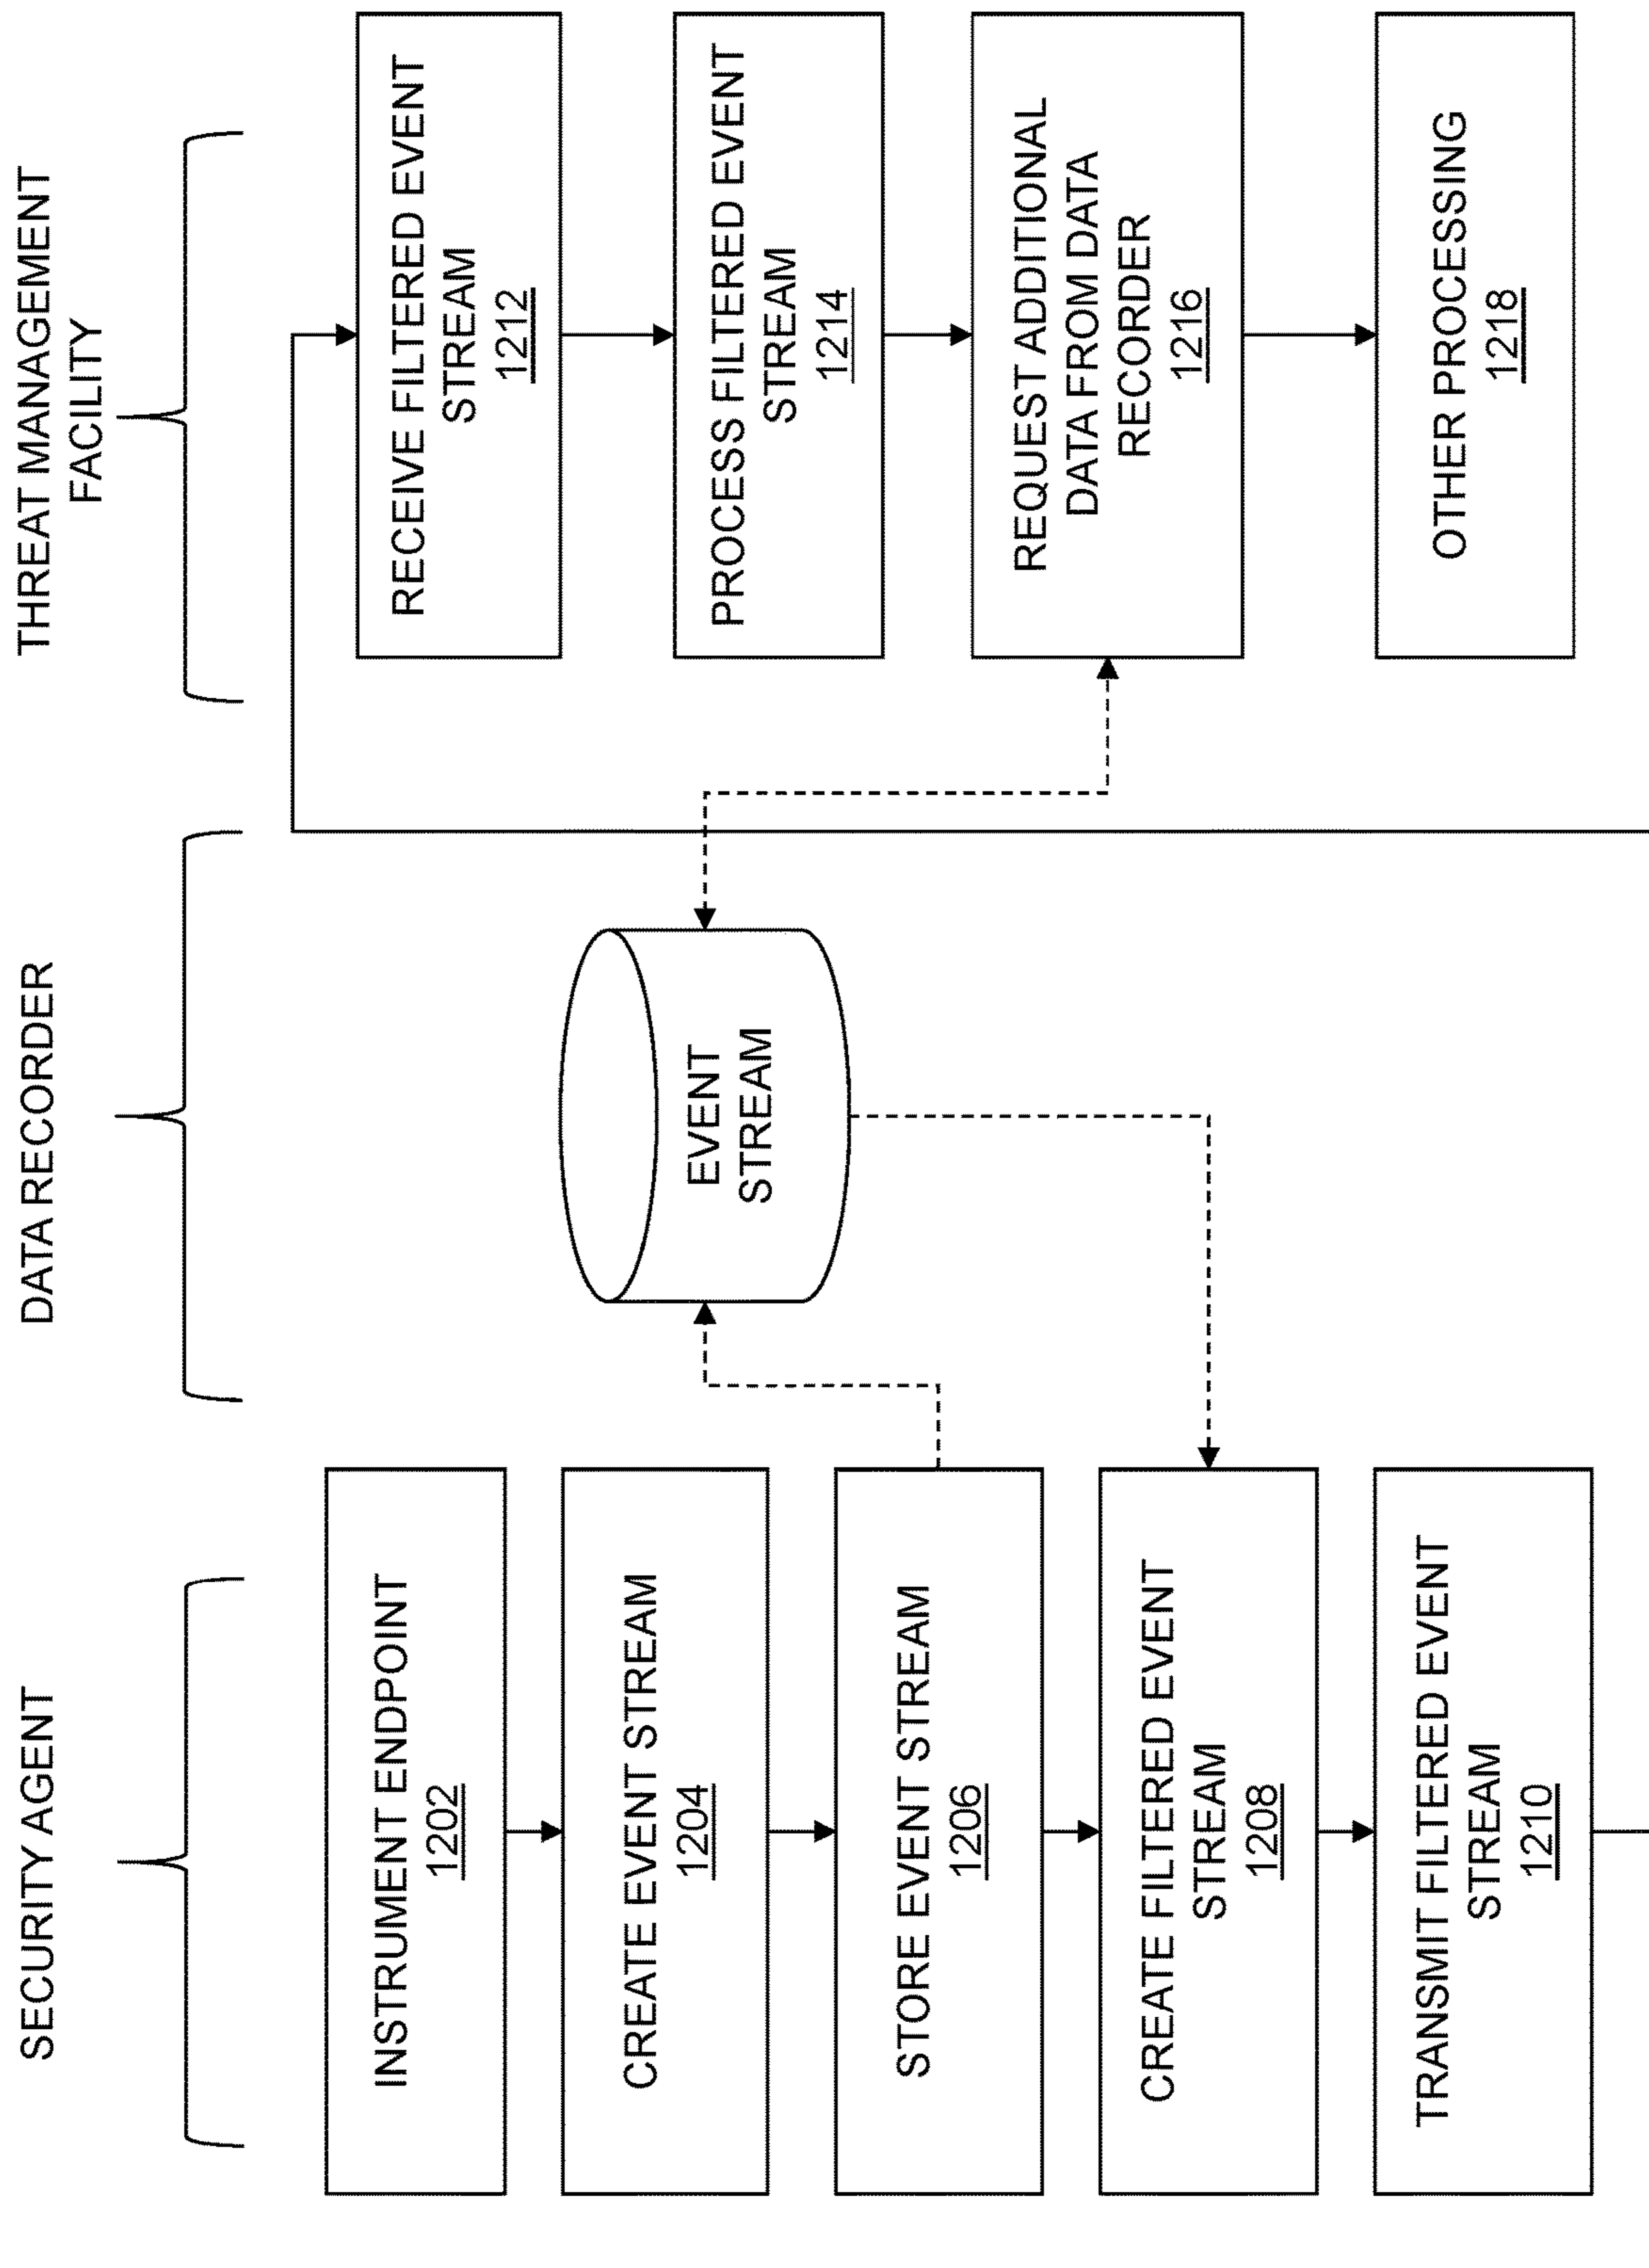 SECURITY AGENT
INSTRUMENT ENDPOINT
1202
CREATE EVENT STREAM
1204
STORE EVENT STREAM
1206
CREATE FILTERED EVENT
STREAM
1208
TRANSMIT FILTERED EVENT
STREAM
1210
DATA RECORDER
EVENT
STREAM
THREAT MANAGEMENT
FACILITY
RECEIVE FILTERED EVENT
STREAM
1212
PROCESS FILTERED EVENT
STREAM
1214
REQUEST ADDITIONAL
DATA FROM DATA
RECORDER
1216
OTHER PROCESSING
1218